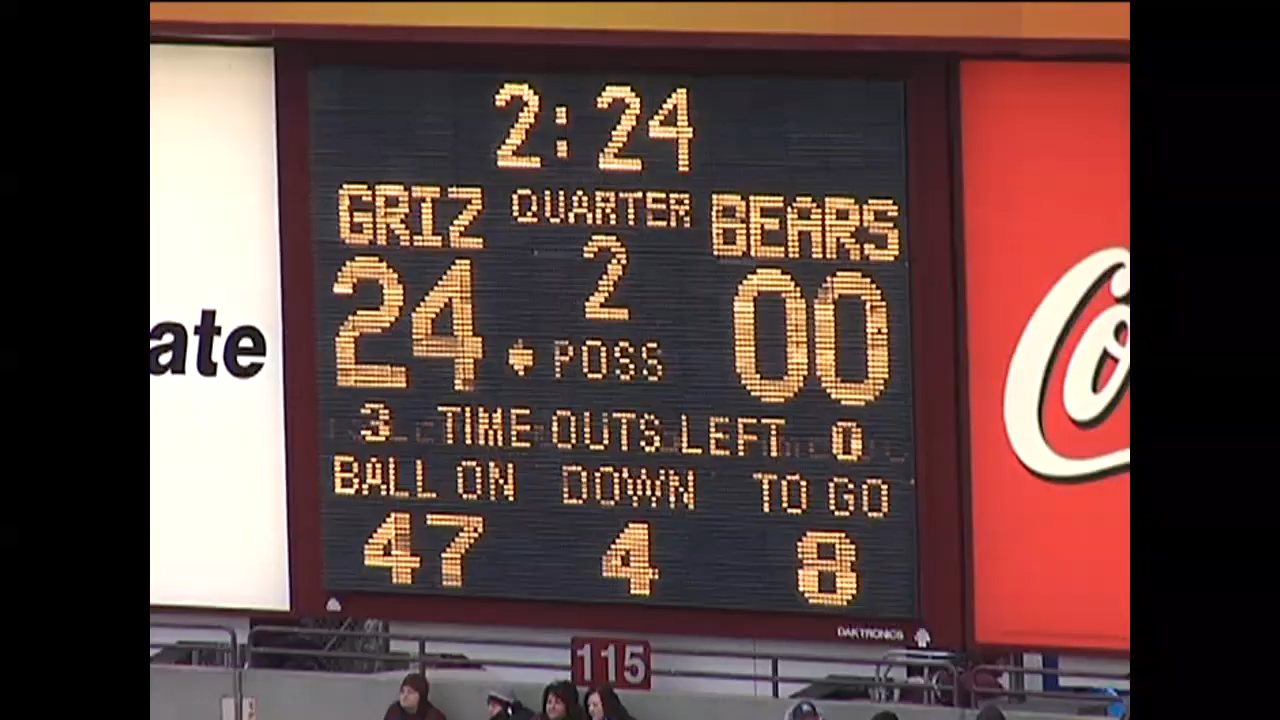 2:24
GRIZ QUARTER BEARS
24 2 00
POSS
3 TIME OUTS LEFT 0
BALL ON DOWN TO GO
47 4 8
ate
DAKTRONICS
115